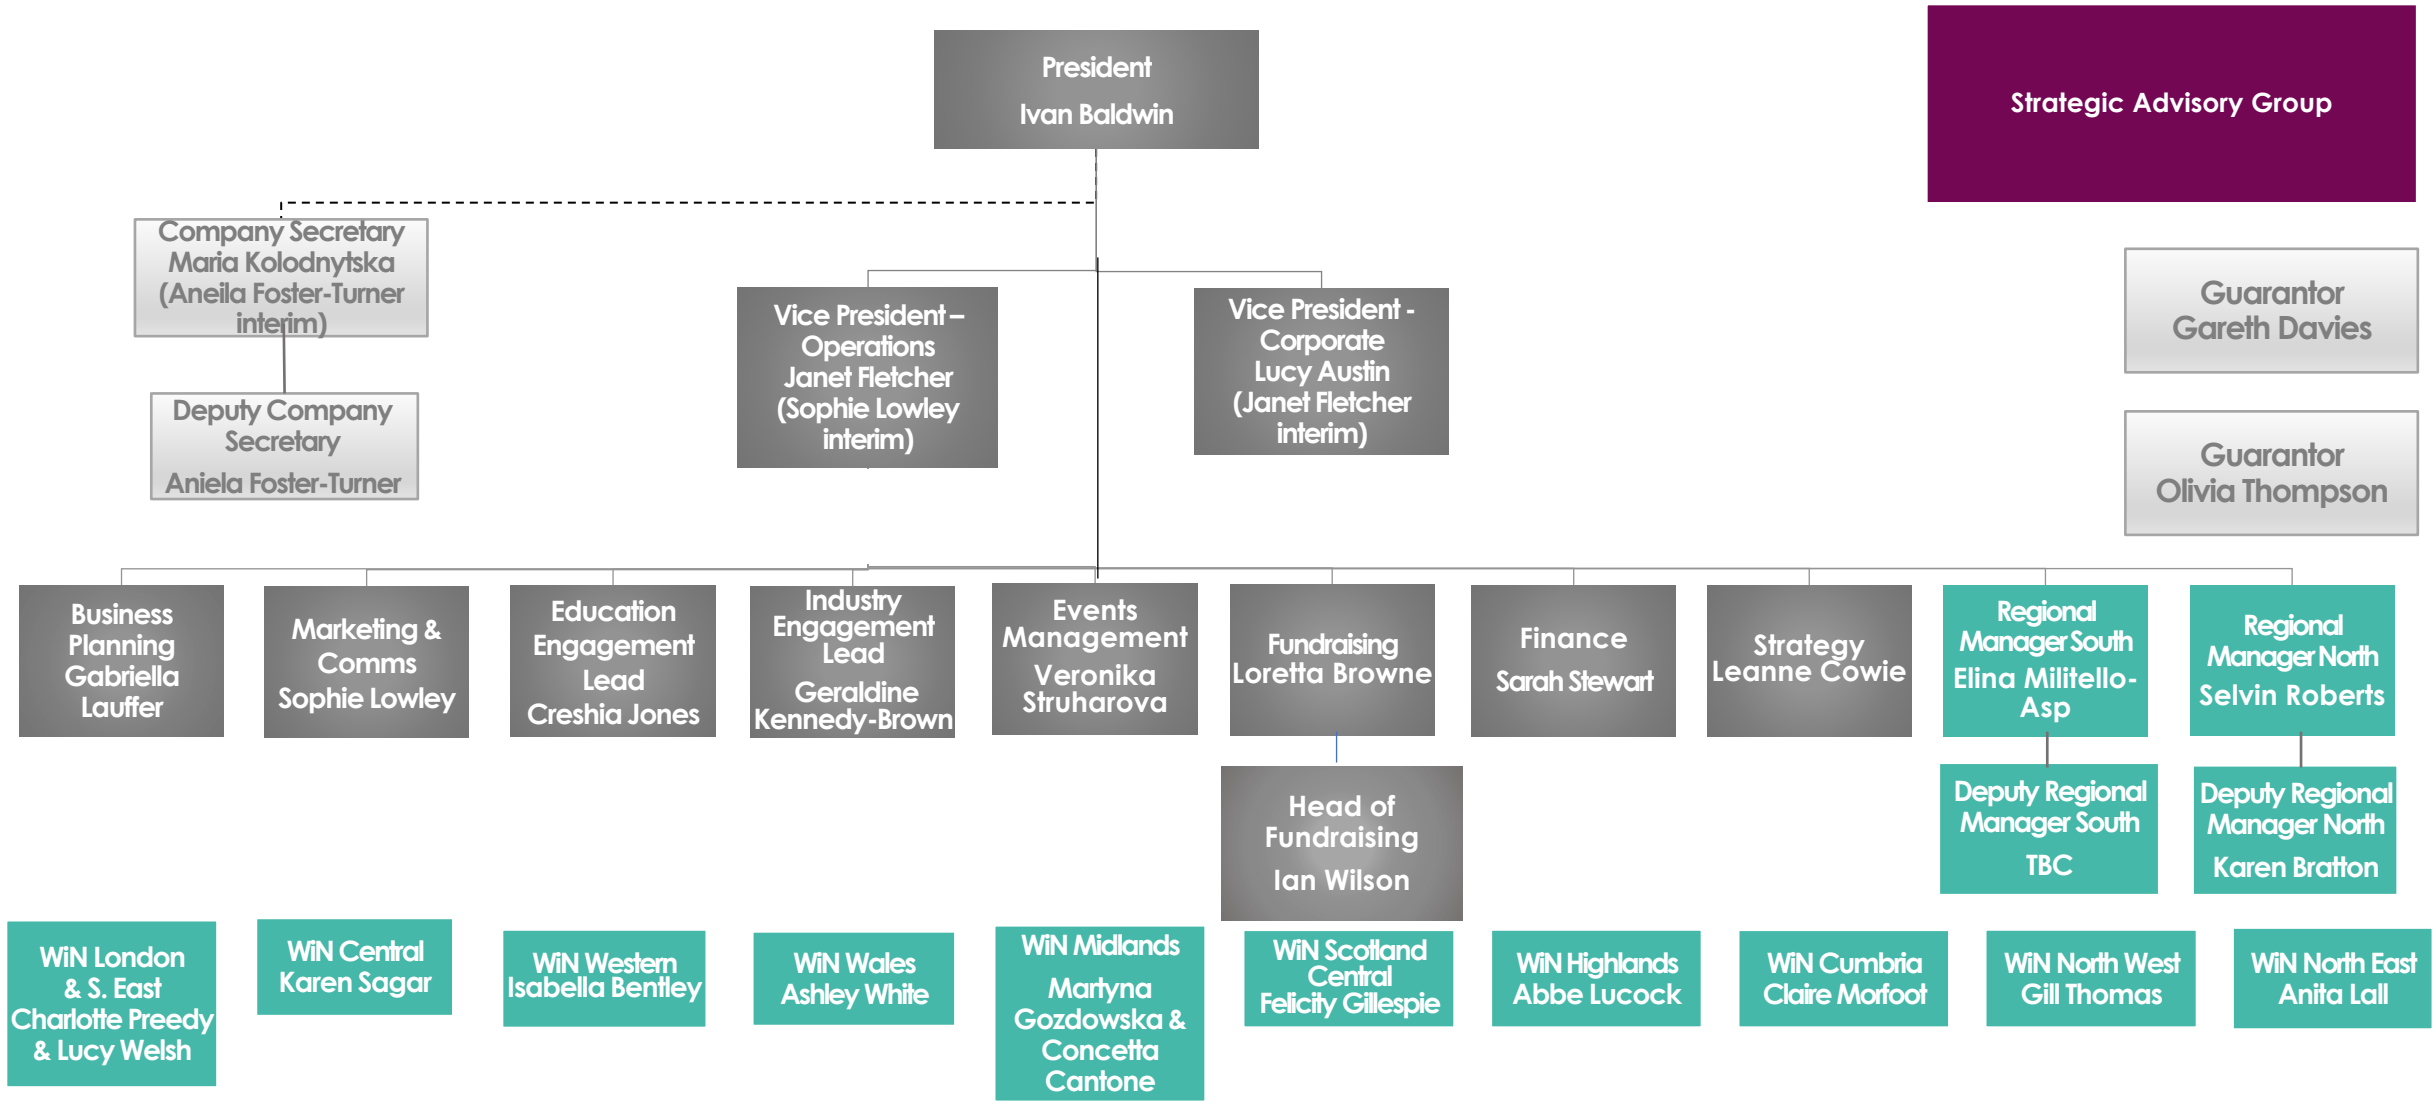 President
Ivan Baldwin
Strategic Advisory Group
Company Secretary
Maria Kolodnytska
(Aneila Foster-Turner
interim)
Deputy Company
Secretary
Aniela Foster-Turner
Vice President –
Operations
Janet Fletcher
(Sophie Lowley
interim)
Vice President -
Corporate
Lucy Austin
(Janet Fletcher
interim)
Guarantor
Gareth Davies
Guarantor
Olivia Thompson
Business
Planning
Gabriella
Lauffer
Marketing &
Comms
Sophie Lowley
Education
Engagement
Lead
Creshia Jones
Industry
Engagement
Lead
Geraldine
Kennedy-Brown
Events
Management
Veronika
Struharova
Fundraising
Loretta Browne
Finance
Sarah Stewart
Strategy
Leanne Cowie
Regional
Manager South
Elina Militello-
Asp
Regional
Manager North
Selvin Roberts
Head of
Fundraising
Ian Wilson
Deputy Regional
Manager South
TBC
Deputy Regional
Manager North
Karen Bratton
WiN London
& S. East
Charlotte Preedy
& Lucy Welsh
WiN Central
Karen Sagar
WiN Western
Isabella Bentley
WiN Wales
Ashley White
WiN Midlands
Martyna
Gozdowska &
Concetta
Cantone
WiN Scotland
Central
Felicity Gillespie
WiN Highlands
Abbe Lucock
WiN Cumbria
Claire Morfoot
WiN North West
Gill Thomas
WiN North East
Anita Lall